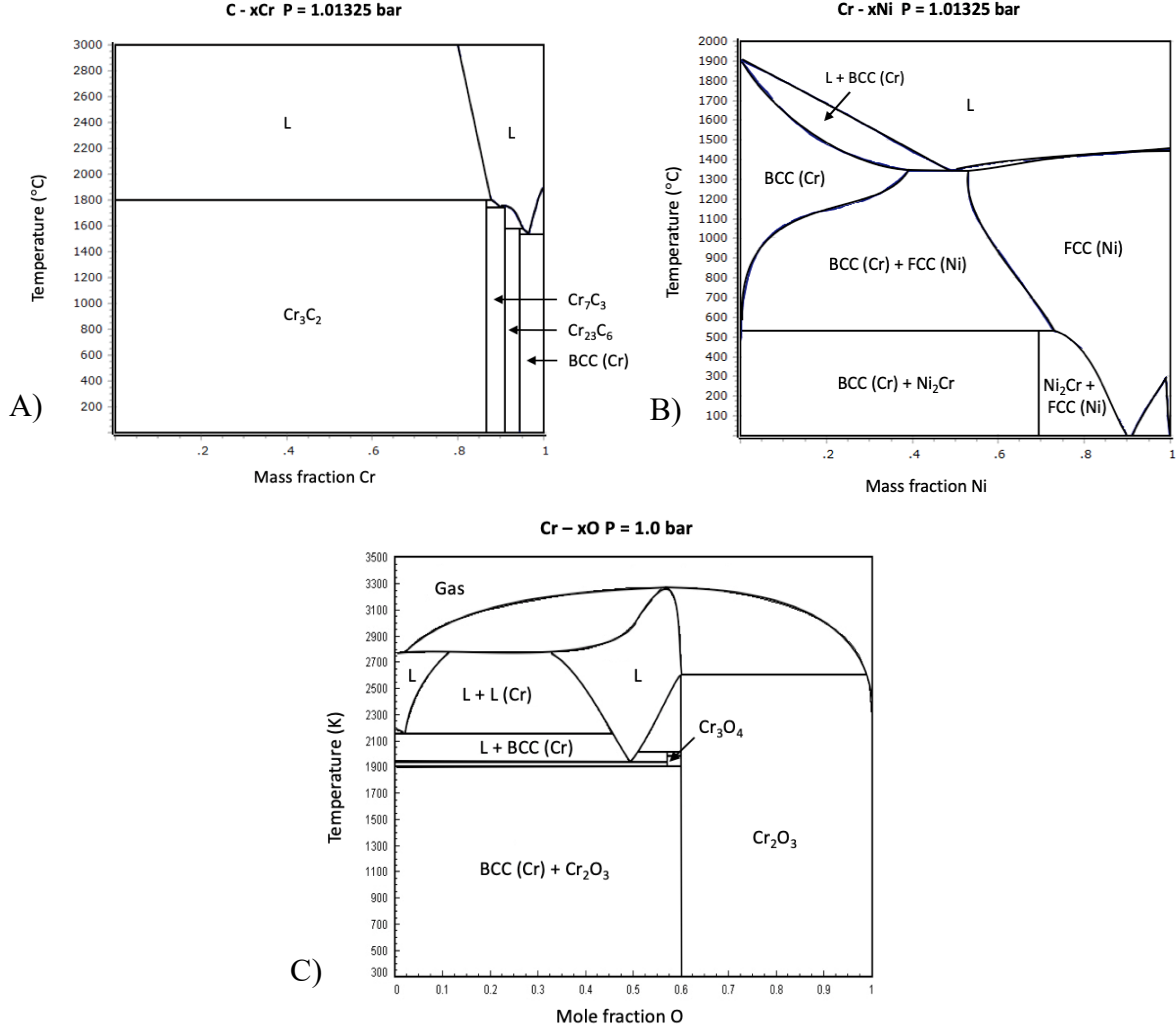 C - xCr P = 1.01325 bar
3000
2800
2600
2400
2200
2000
1800
1600
1400
1200
1000
800
600
400
200
Temperature (°C)
L
L
Cr₃C₂
Cr₇C₃
Cr₂₃C₆
BCC (Cr)
.2
.4
.6
.8
1
Mass fraction Cr
A)
Cr - xNi P = 1.01325 bar
2000
1900
1800
1700
1600
1500
1400
1300
1200
1100
1000
900
800
700
600
500
400
300
200
100
Temperature (°C)
L + BCC (Cr)
L
BCC (Cr)
FCC (Ni)
BCC (Cr) + FCC (Ni)
BCC (Cr) + Ni₂Cr
Ni₂Cr +
FCC (Ni)
.2
.4
.6
.8
1
Mass fraction Ni
B)
Cr – xO P = 1.0 bar
3500
3300
3100
2900
2700
2500
2300
2100
1900
1700
1500
1300
1100
900
700
500
300
Temperature (K)
Gas
L
L + L (Cr)
L
L + BCC (Cr)
Cr₃O₄
Cr₂O₃
BCC (Cr) + Cr₂O₃
0
0.1
0.2
0.3
0.4
0.5
0.6
0.7
0.8
0.9
1
Mole fraction O
C)